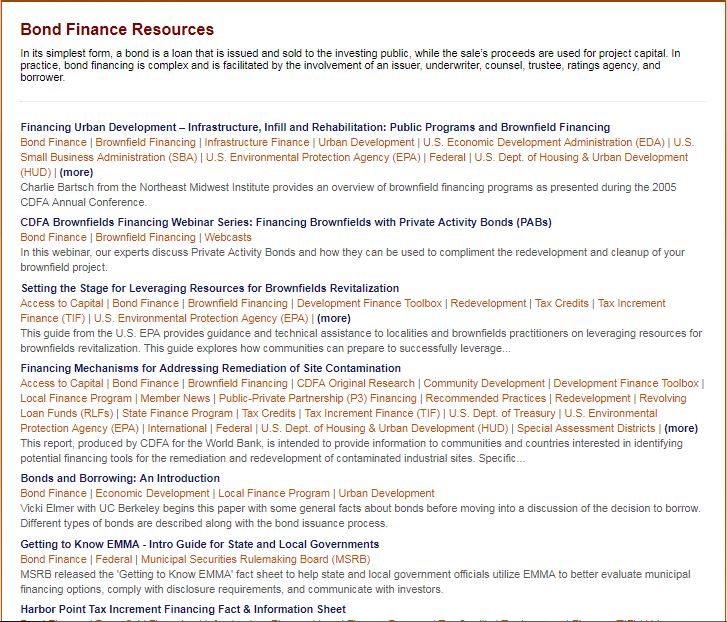 Bond Finance Resources
In its simplest form, a bond is a loan that is issued and sold to the investing public, while the sale's proceeds are used for project capital. In
practice, bond financing is complex and is facilitated by the involvement of an issuer, underwriter, counsel, trustee, ratings agency, and
borrower.
Financing Urban Development – Infrastructure, Infill and Rehabilitation: Public Programs and Brownfield Financing
Bond Finance | Brownfield Financing | Infrastructure Finance | Urban Development | U.S. Economic Development Administration (EDA) | U.S.
Small Business Administration (SBA) | U.S. Environmental Protection Agency (EPA) | Federal | U.S. Dept. of Housing & Urban Development
(HUD) | (more)
Charlie Bartsch from the Northeast Midwest Institute provides an overview of brownfield financing programs as presented during the 2005
CDFA Annual Conference.
CDFA Brownfields Financing Webinar Series: Financing Brownfields with Private Activity Bonds (PABs)
Bond Finance | Brownfield Financing | Webcasts
In this webinar, our experts discuss Private Activity Bonds and how they can be used to compliment the redevelopment and cleanup of your
brownfield project.
Setting the Stage for Leveraging Resources for Brownfields Revitalization
Access to Capital | Bond Finance | Brownfield Financing | Development Finance Toolbox | Redevelopment | Tax Credits | Tax Increment
Finance (TIF) | U.S. Environmental Protection Agency (EPA) | (more)
This guide from the U.S. EPA provides guidance and technical assistance to localities and brownfields practitioners on leveraging resources for
brownfields revitalization. This guide explores how communities can prepare to successfully leverage...
Financing Mechanisms for Addressing Remediation of Site Contamination
Access to Capital | Bond Finance | Brownfield Financing | CDFA Original Research | Community Development | Development Finance Toolbox |
Local Finance Program | Member News | Public-Private Partnership (P3) Financing | Recommended Practices | Redevelopment | Revolving
Loan Funds (RLFs) | State Finance Program | Tax Credits | Tax Increment Finance (TIF) | U.S. Dept. of Treasury | U.S. Environmental
Protection Agency (EPA) | International | Federal | U.S. Dept. of Housing & Urban Development (HUD) | Special Assessment Districts | (more)
This report, produced by CDFA for the World Bank, is intended to provide information to communities and countries interested in identifying
potential financing tools for the remediation and redevelopment of contaminated industrial sites. Specific...
Bonds and Borrowing: An Introduction
Bond Finance | Economic Development | Local Finance Program | Urban Development
Vicki Elmer with UC Berkeley begins this paper with some general facts about bonds before moving into a discussion of the decision to borrow.
Different types of bonds are described along with the bond issuance process.
Getting to Know EMMA - Intro Guide for State and Local Governments
Bond Finance | Federal | Municipal Securities Rulemaking Board (MSRB)
MSRB released the 'Getting to Know EMMA' fact sheet to help state and local government officials utilize EMMA to better evaluate municipal
financing options, comply with disclosure requirements, and communicate with investors.
Harbor Point Tax Increment Financing Fact & Information Sheet